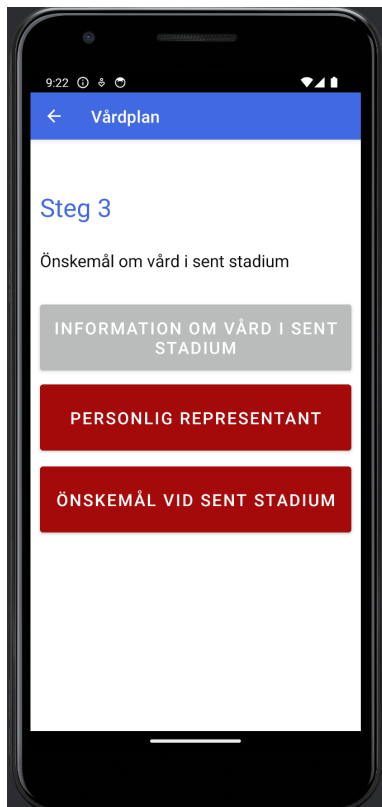 9:22
Vårdplan
Steg 3
Önskemål om vård i sent stadium
INFORMATION OM VÅRD I SENT
STADIUM
PERSONLIG REPRESENTANT
ÖNSKEMÅL VID SENT STADIUM